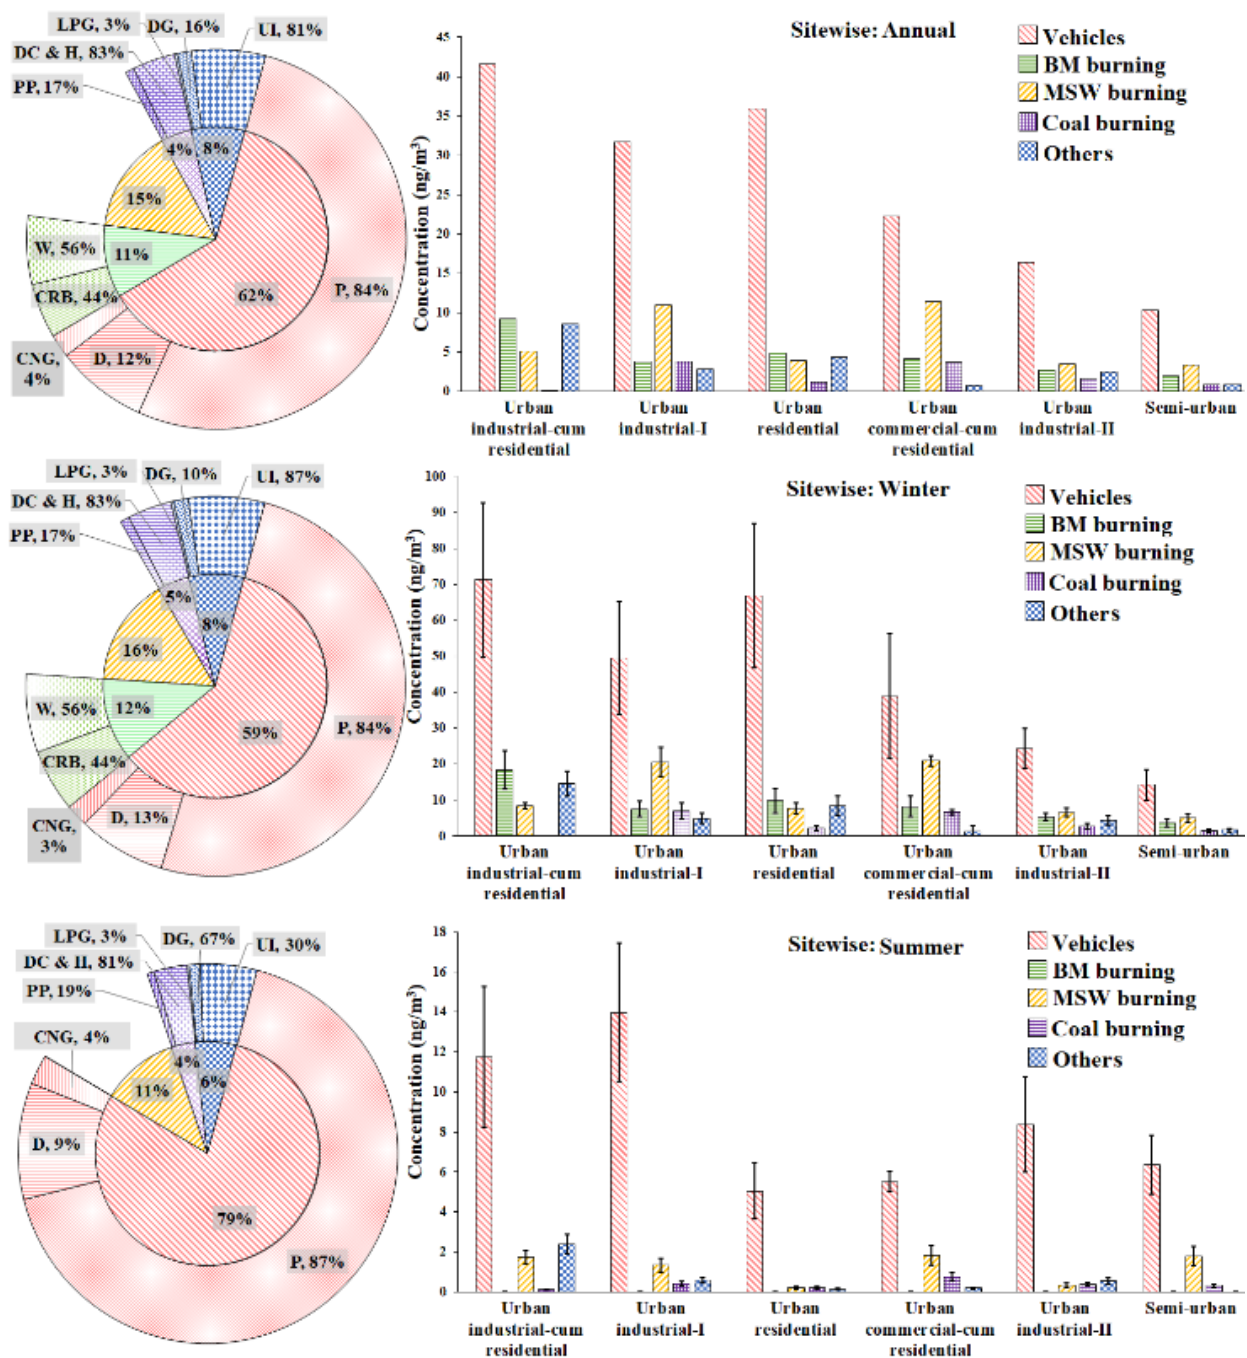 LPG, 3%
DG, 16%
UI, 81%
DC & H, 83%
PP, 17%
4%
8%
15%
W, 56%
11%
CRB, 44%
62%
P, 84%
CNG,
4%
D, 12%
Sitewise: Annual
Vehicles
BM burning
MSW burning
Coal burning
Others
Concentration (ng/m³)
45
40
35
30
25
20
15
10
5
0
Urban
industrial-cum
residential
Urban
industrial-I
Urban
residential
Urban
commercial-cum
residential
Urban
industrial-II
Semi-urban
LPG, 3%
DG, 10%
UI, 87%
DC & H, 83%
PP, 17%
5%
8%
16%
W, 56%
12%
CRB, 44%
59%
P, 84%
CNG,
3%
D, 13%
Sitewise: Winter
Vehicles
BM burning
MSW burning
Coal burning
Others
Concentration (ng/m³)
100
90
80
70
60
50
40
30
20
10
0
Urban
industrial-cum
residential
Urban
industrial-I
Urban
residential
Urban
commercial-cum
residential
Urban
industrial-II
Semi-urban
LPG, 3%
DG, 67%
UI, 30%
DC & H, 81%
PP, 19%
CNG, 4%
4%
6%
11%
D, 9%
79%
P, 87%
Sitewise: Summer
Vehicles
BM burning
MSW burning
Coal burning
Others
Concentration (ng/m³)
18
16
14
12
10
8
6
4
2
0
Urban
industrial-cum
residential
Urban
industrial-I
Urban
residential
Urban
commercial-cum
residential
Urban
industrial-II
Semi-urban